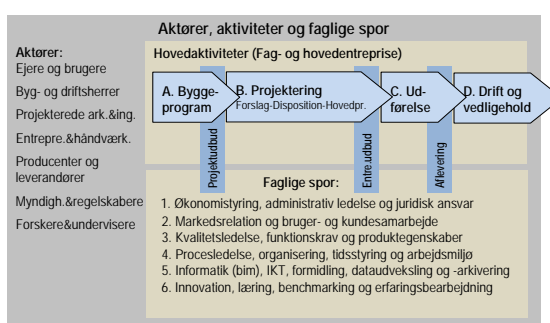 Aktører, aktiviteter og faglige spor
Aktører:
Ejere og brugere
Byg- og driftsherrer
Projekterede ark.&ing.
Entrepre.&håndværk.
Producenter og
leverandører
Myndigh.&regelskabere
Forskere&undervisere
Hovedaktiviteter (Fag- og hovedentreprise)
A. Bygge-
program
B. Projektering
Forslag-Disposition-Hovedpr.
C. Ud-
førelse
D. Drift og
vedligehold
Projektudbud
Entre.udbud
Aflevering
Faglige spor:
1. Økonomistyring, administrativ ledelse og juridisk ansvar
2. Markedsrelation og bruger- og kundesamarbejde
3. Kvalitetsledelse, funktionskrav og produktegenskaber
4. Procesledelse, organisering, tidsstyring og arbejdsmiljø
5. Informatik (bim), IKT, formidling, dataudveksling og -arkivering
6. Innovation, læring, benchmarking og erfaringsbearbejdning